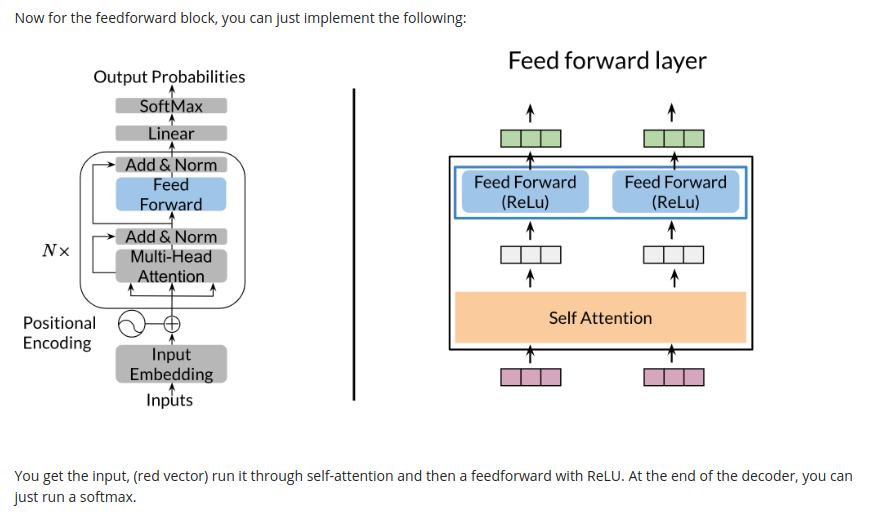 Now for the feedforward block, you can just implement the following:
Output Probabilities
SoftMax
Linear
Add & Norm
Feed
Forward
Add & Norm
Multi-Head
Attention
N×
Positional
Encoding
Input
Embedding
Inputs
Feed forward layer
Feed Forward
(ReLu)
Feed Forward
(ReLu)
Self Attention
You get the input, (red vector) run it through self-attention and then a feedforward with ReLU. At the end of the decoder, you can
just run a softmax.